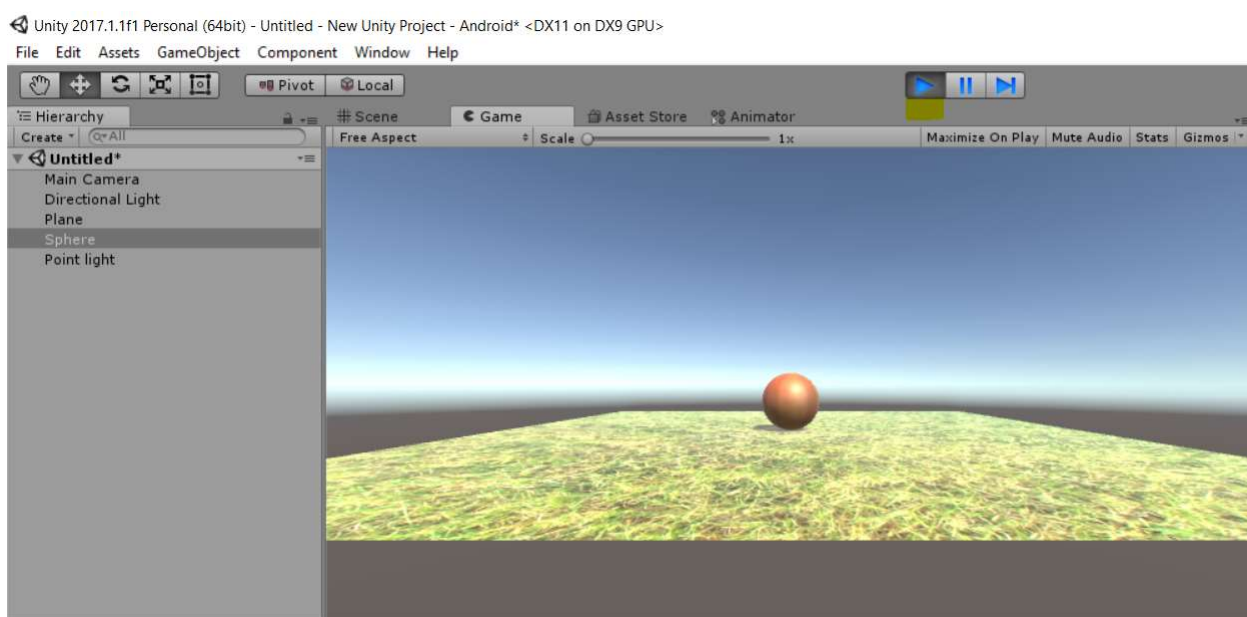 Unity 2017.1.1f1 Personal (64bit) - Untitled - New Unity Project - Android* <DX11 on DX9 GPU>
File Edit Assets GameObject Component Window Help
Pivot Local
Hierarchy Scene Game Asset Store Animator
Create All Free Aspect Scale 1x Maximize On Play Mute Audio Stats Gizmos
Untitled*
Main Camera
Directional Light
Plane
Sphere
Point light